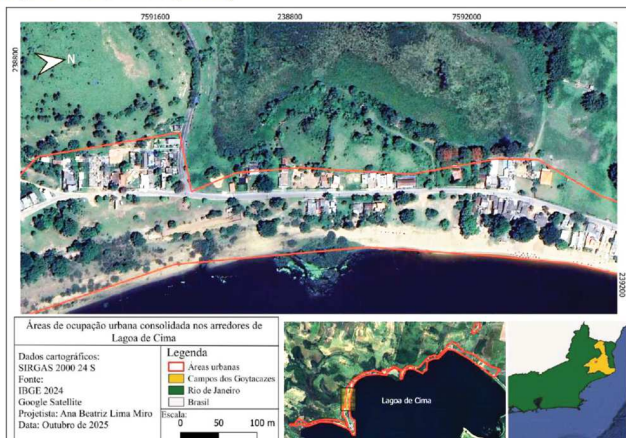 7591600
238800
7592000
238800
N
239200
Áreas de ocupação urbana consolidada nos arredores de
Lagoa de Cima
Dados cartográficos:
SIRGAS 2000 24 S
Fonte:
IBGE 2024
Google Satellite
Projetista: Ana Beatriz Lima Miro
Data: Outubro de 2025
Legenda
Áreas urbanas
Campos dos Goytacazes
Rio de Janeiro
Brasil
Escala:
0 50 100 m
Lagoa de Cima